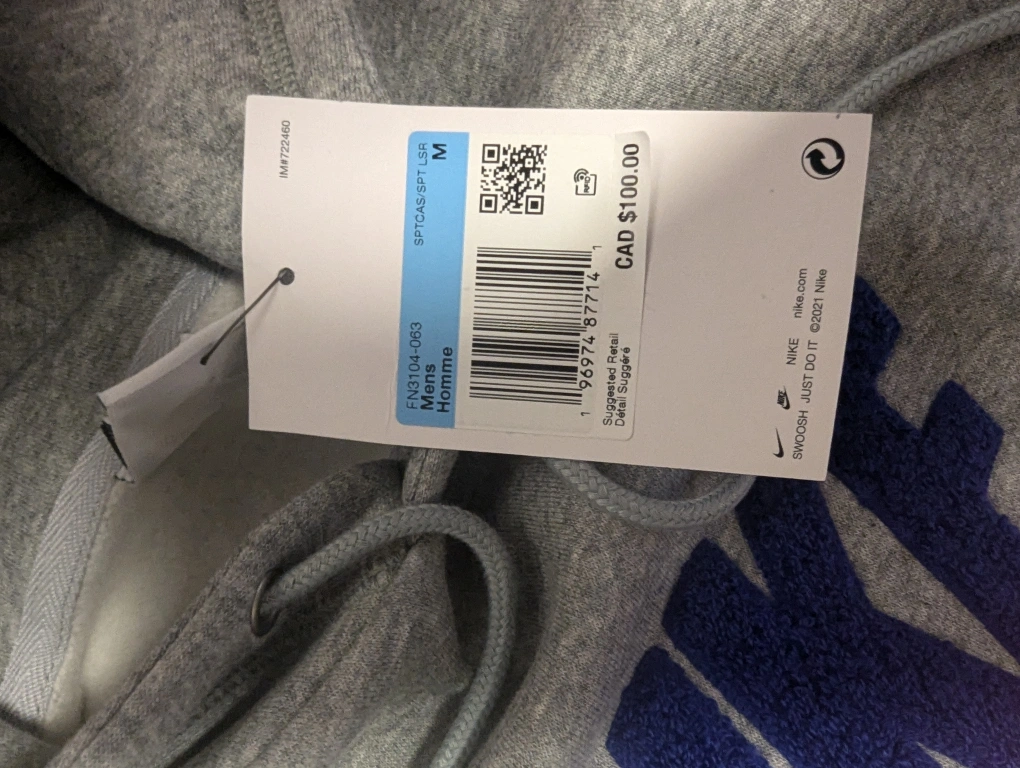 IM#722460
FN3104-063 SPTCAS/SPT LSR
Mens M
Homme
1 96974 87714 1
RFID
Suggested Retail
Détail Suggéré
CAD $100.00
NIKE nike.com
SWOOSH JUST DO IT ©2021 Nike